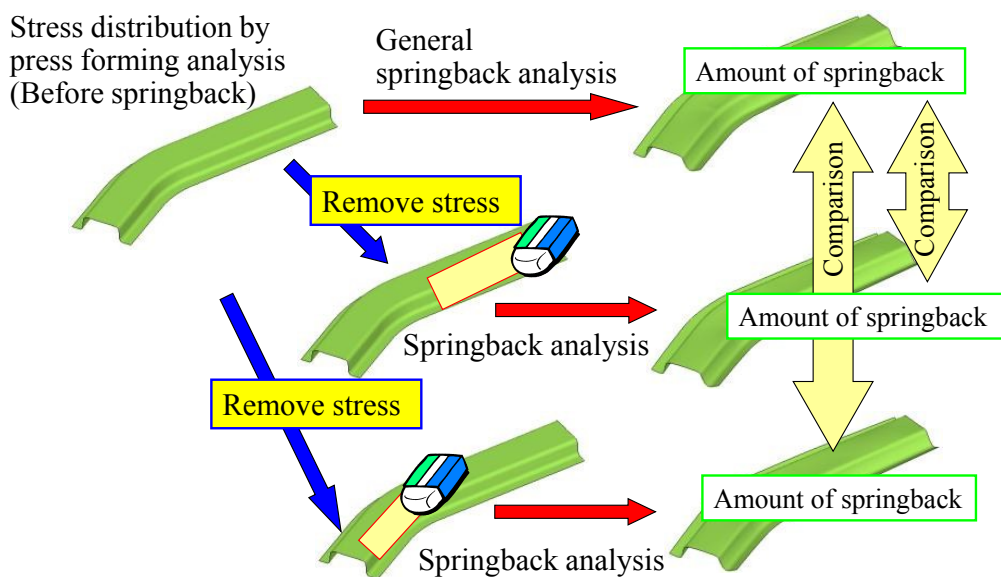 Stress distribution by
press forming analysis
(Before springback)
General
springback analysis
Amount of springback
Comparison
Comparison
Remove stress
Springback analysis
Amount of springback
Remove stress
Springback analysis
Amount of springback